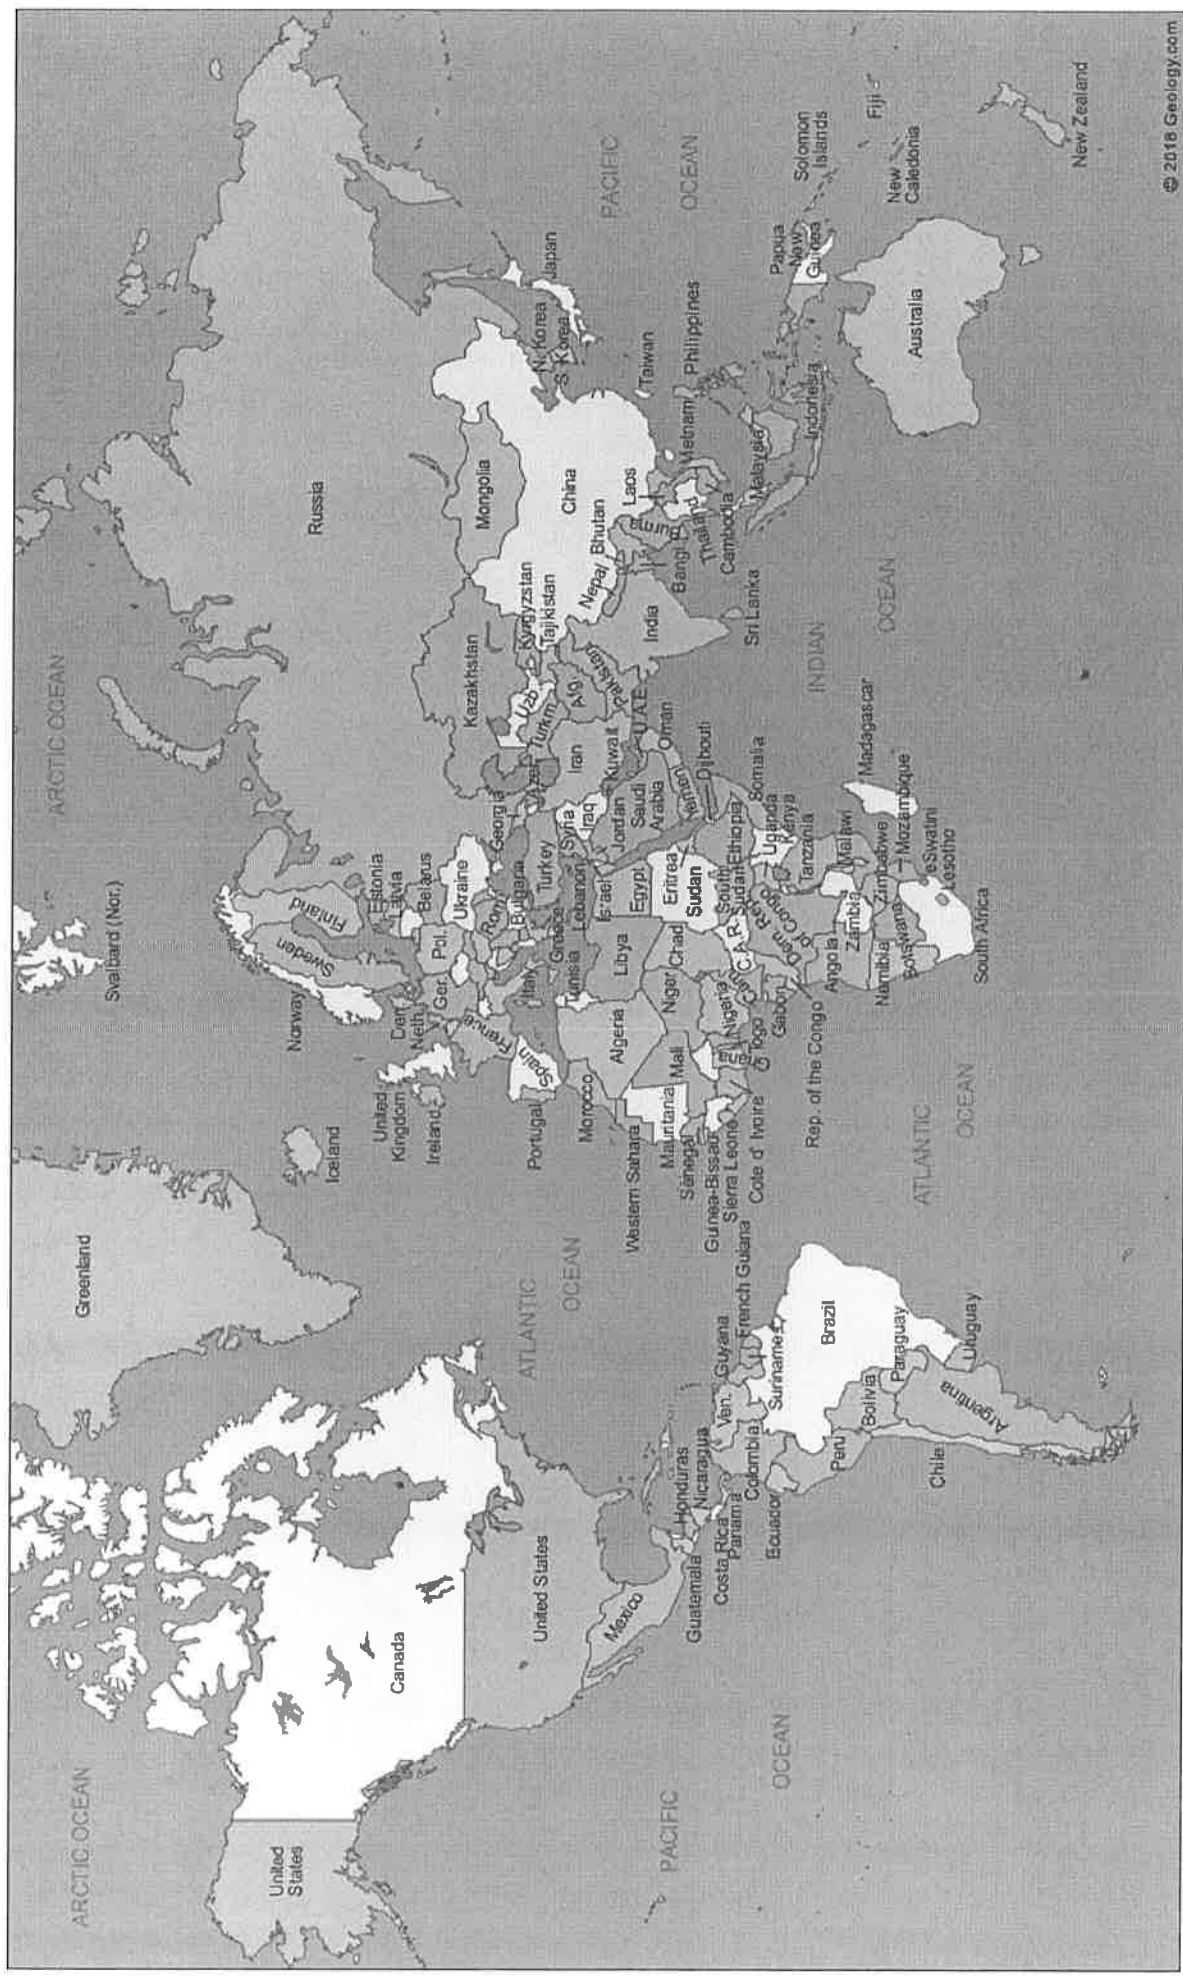 ARCTIC OCEAN
ARCTIC OCEAN
Greenland
Svalbard (Nor.)
United
States
Canada
Iceland
Norway
Sweden
Finland
Russia
United
Kingdom
Ireland
Den.
Neth.
Estonia
Latvia
Belarus
Pol.
Ger.
Ukraine
France
Rom.
Kazakhstan
Mongolia
United States
ATLANTIC
OCEAN
Portugal
Spain
Italy
Bulgaria
Greece
Turkey
Georgia
Azer.
Uzb.
Turkm.
Kyrgyzstan
Tajikistan
China
N. Korea
S. Korea
Japan
PACIFIC
OCEAN
Morocco
Tunisia
Lebanon
Syria
Israel
Iraq
Jordan
Iran
Kuwait
Afg.
Pakistan
Nepal
Bhutan
Mexico
Western Sahara
Algeria
Libya
Egypt
Saudi
Arabia
U.A.E.
Oman
India
Laos
Taiwan
Mauritania
Mali
Niger
Chad
Eritrea
Sudan
Yemen
Djibouti
Bangl.
Burma
Thailand
Cambodia
Vietnam
Philippines
Guatemala
Honduras
Nicaragua
Costa Rica
Panama
Senegal
Guinea-Bissau
Sierra Leone
Cote d' Ivoire
Togo
Nigeria
Cam.
C.A.R.
South
Sudan
Ethiopia
Somalia
Sri Lanka
Malaysia
Ven.
Guyana
French Guiana
Suriname
Colombia
Ecuador
Gabon
Rep. of the Congo
Dem. Rep.
of Congo
Uganda
Kenya
Tanzania
Indonesia
Papua
New
Guinea
Solomon
Islands
PACIFIC
OCEAN
Peru
Brazil
Bolivia
Paraguay
Uruguay
Argentina
Chile
ATLANTIC
OCEAN
Angola
Zambia
Malawi
Namibia
Botswana
Zimbabwe
Mozambique
Madagascar
eSwatini
Lesotho
South Africa
INDIAN
OCEAN
Australia
Fiji
New
Caledonia
New Zealand
© 2018 Geology.com